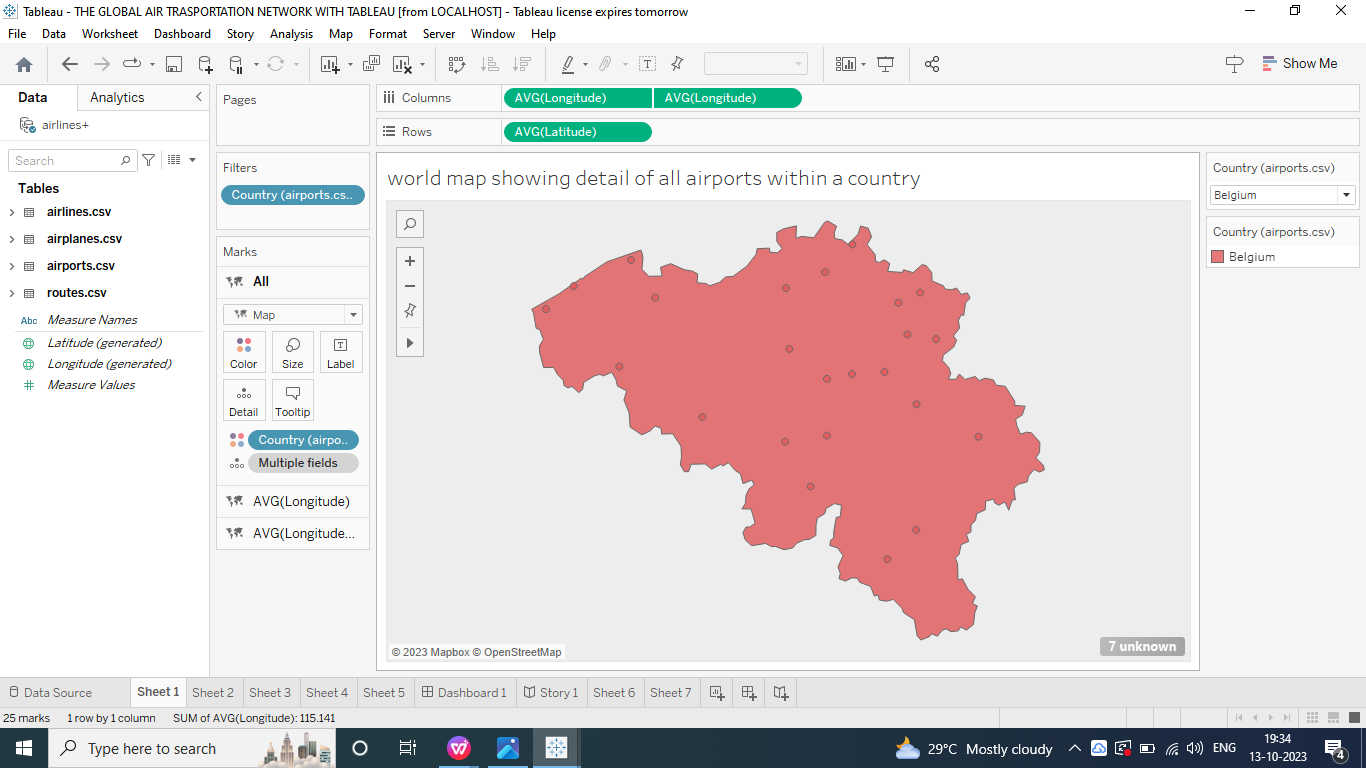 Tableau - THE GLOBAL AIR TRASPORTATION NETWORK WITH TABLEAU [from LOCALHOST] - Tableau license expires tomorrow
File Data Worksheet Dashboard Story Analysis Map Format Server Window Help
Show Me
Data Analytics
airlines+
Search
Tables
airlines.csv
airplanes.csv
airports.csv
routes.csv
Abc Measure Names
Latitude (generated)
Longitude (generated)
Measure Values
Pages
Filters
Country (airports.cs..
Marks
All
Map
Color Size Label
Detail Tooltip
Country (airpo..
Multiple fields
AVG(Longitude)
AVG(Longitude...
Columns AVG(Longitude) AVG(Longitude)
Rows AVG(Latitude)
world map showing detail of all airports within a country
© 2023 Mapbox © OpenStreetMap
7 unknown
Country (airports.csv)
Belgium
Country (airports.csv)
Belgium
Data Source Sheet 1 Sheet 2 Sheet 3 Sheet 4 Sheet 5 Dashboard 1 Story 1 Sheet 6 Sheet 7
25 marks 1 row by 1 column SUM of AVG(Longitude): 115.141
Type here to search
29°C Mostly cloudy
ENG
19:34
13-10-2023
4